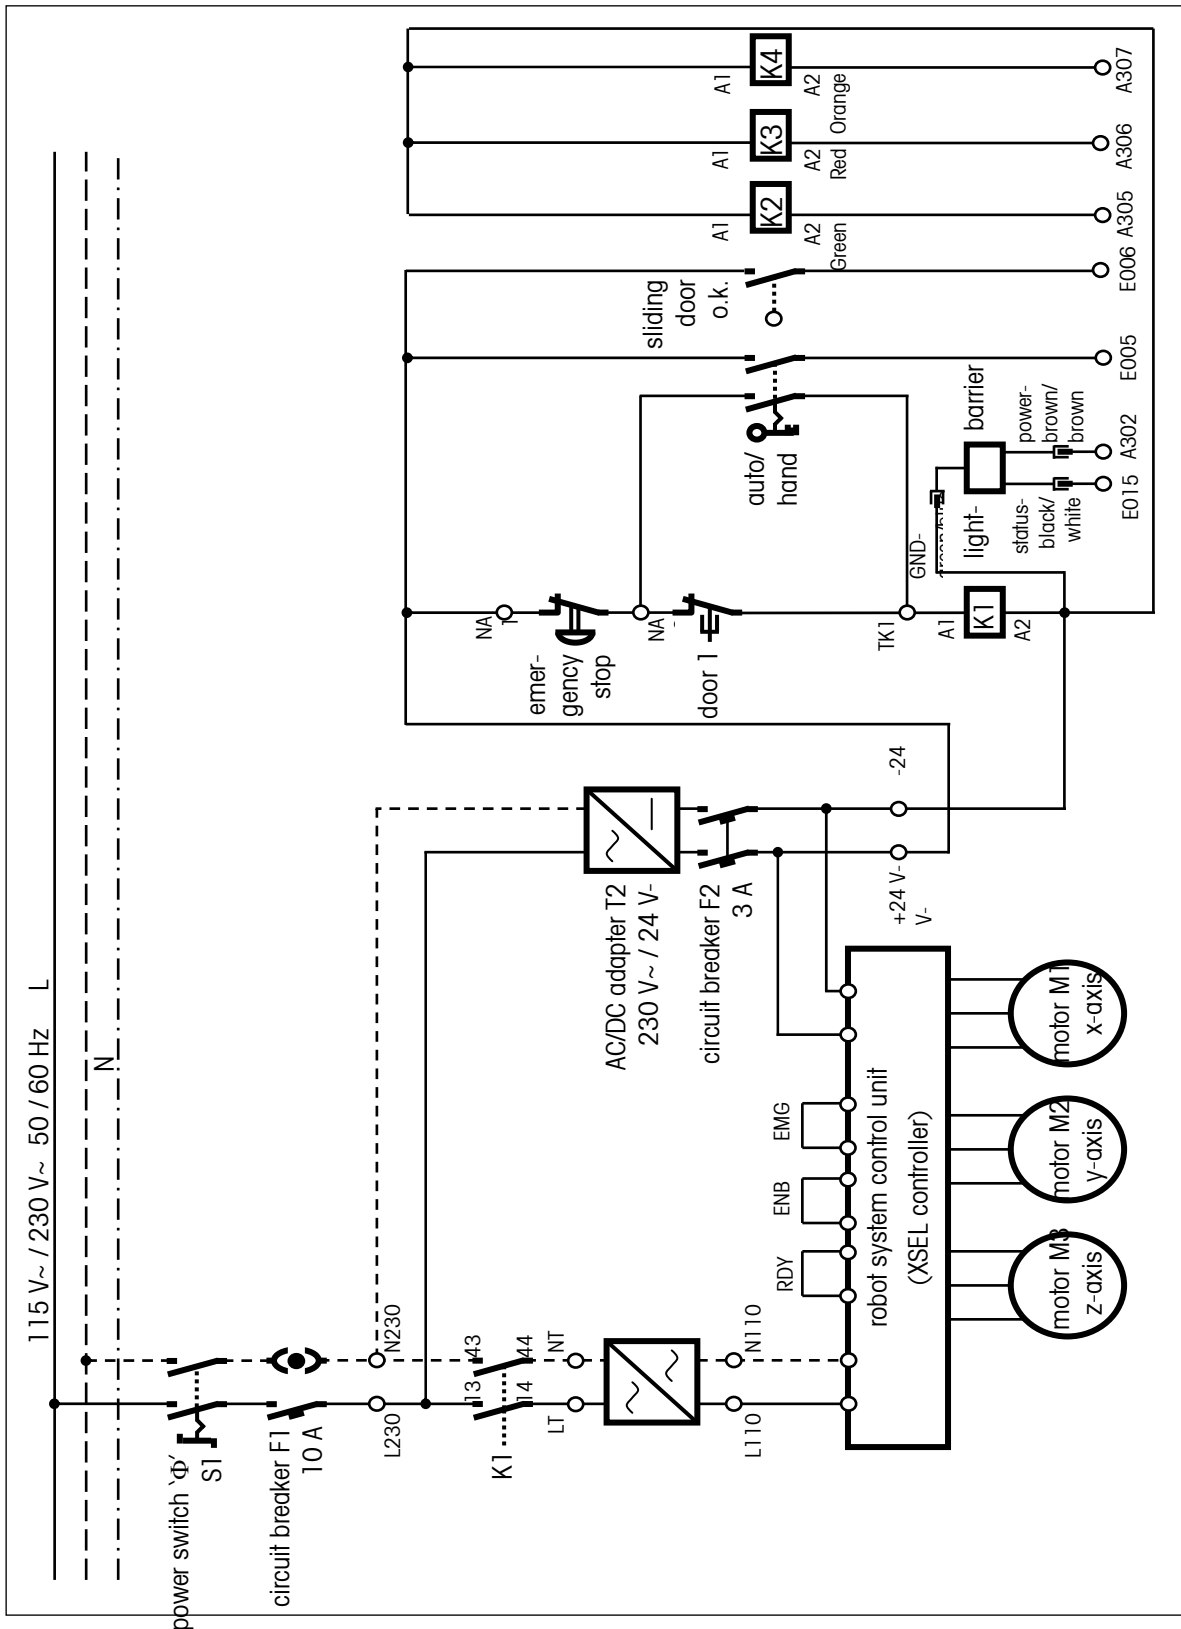 115 V~ / 230 V~ 50 / 60 Hz L
N
power switch 'Φ'
S1
circuit breaker F1
10 A
L230
N230
13
43
14
44
K1
LT
NT
L110
N110
AC/DC adapter T2
230 V~ / 24 V-
circuit breaker F2
3 A
+24 V-
-24
V-
RDY
ENB
EMG
robot system control unit
(XSEL controller)
motor M3
z-axis
motor M2
y-axis
motor M1
x-axis
NA
emer-
gency
stop
NA
door 1
TK1
A1
K1
A2
auto/
hand
GND-
light-
barrier
status-
black/
white
power-
brown/
brown
E015
A302
E005
sliding
door
o.k.
E006
A1
K2
A2
Green
A305
A1
K3
A2
Red
A306
A1
K4
A2
Orange
A307